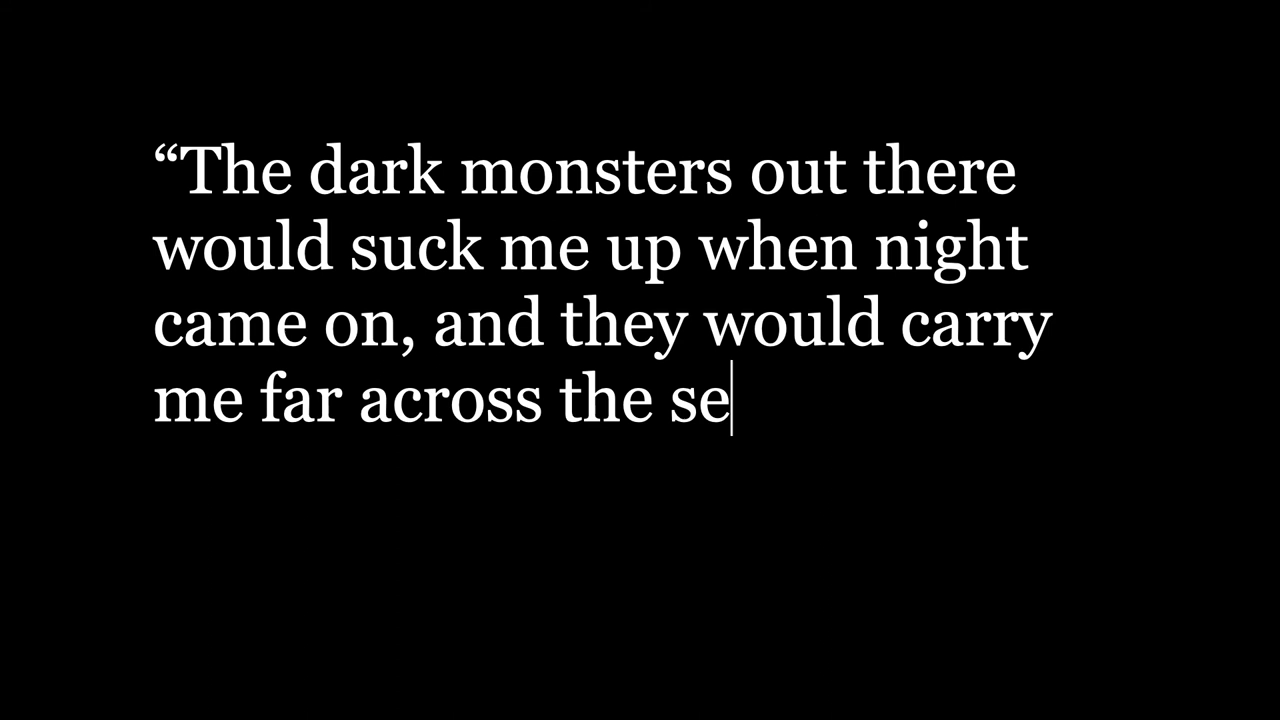 “The dark monsters out there
would suck me up when night
came on, and they would carry
me far across the se